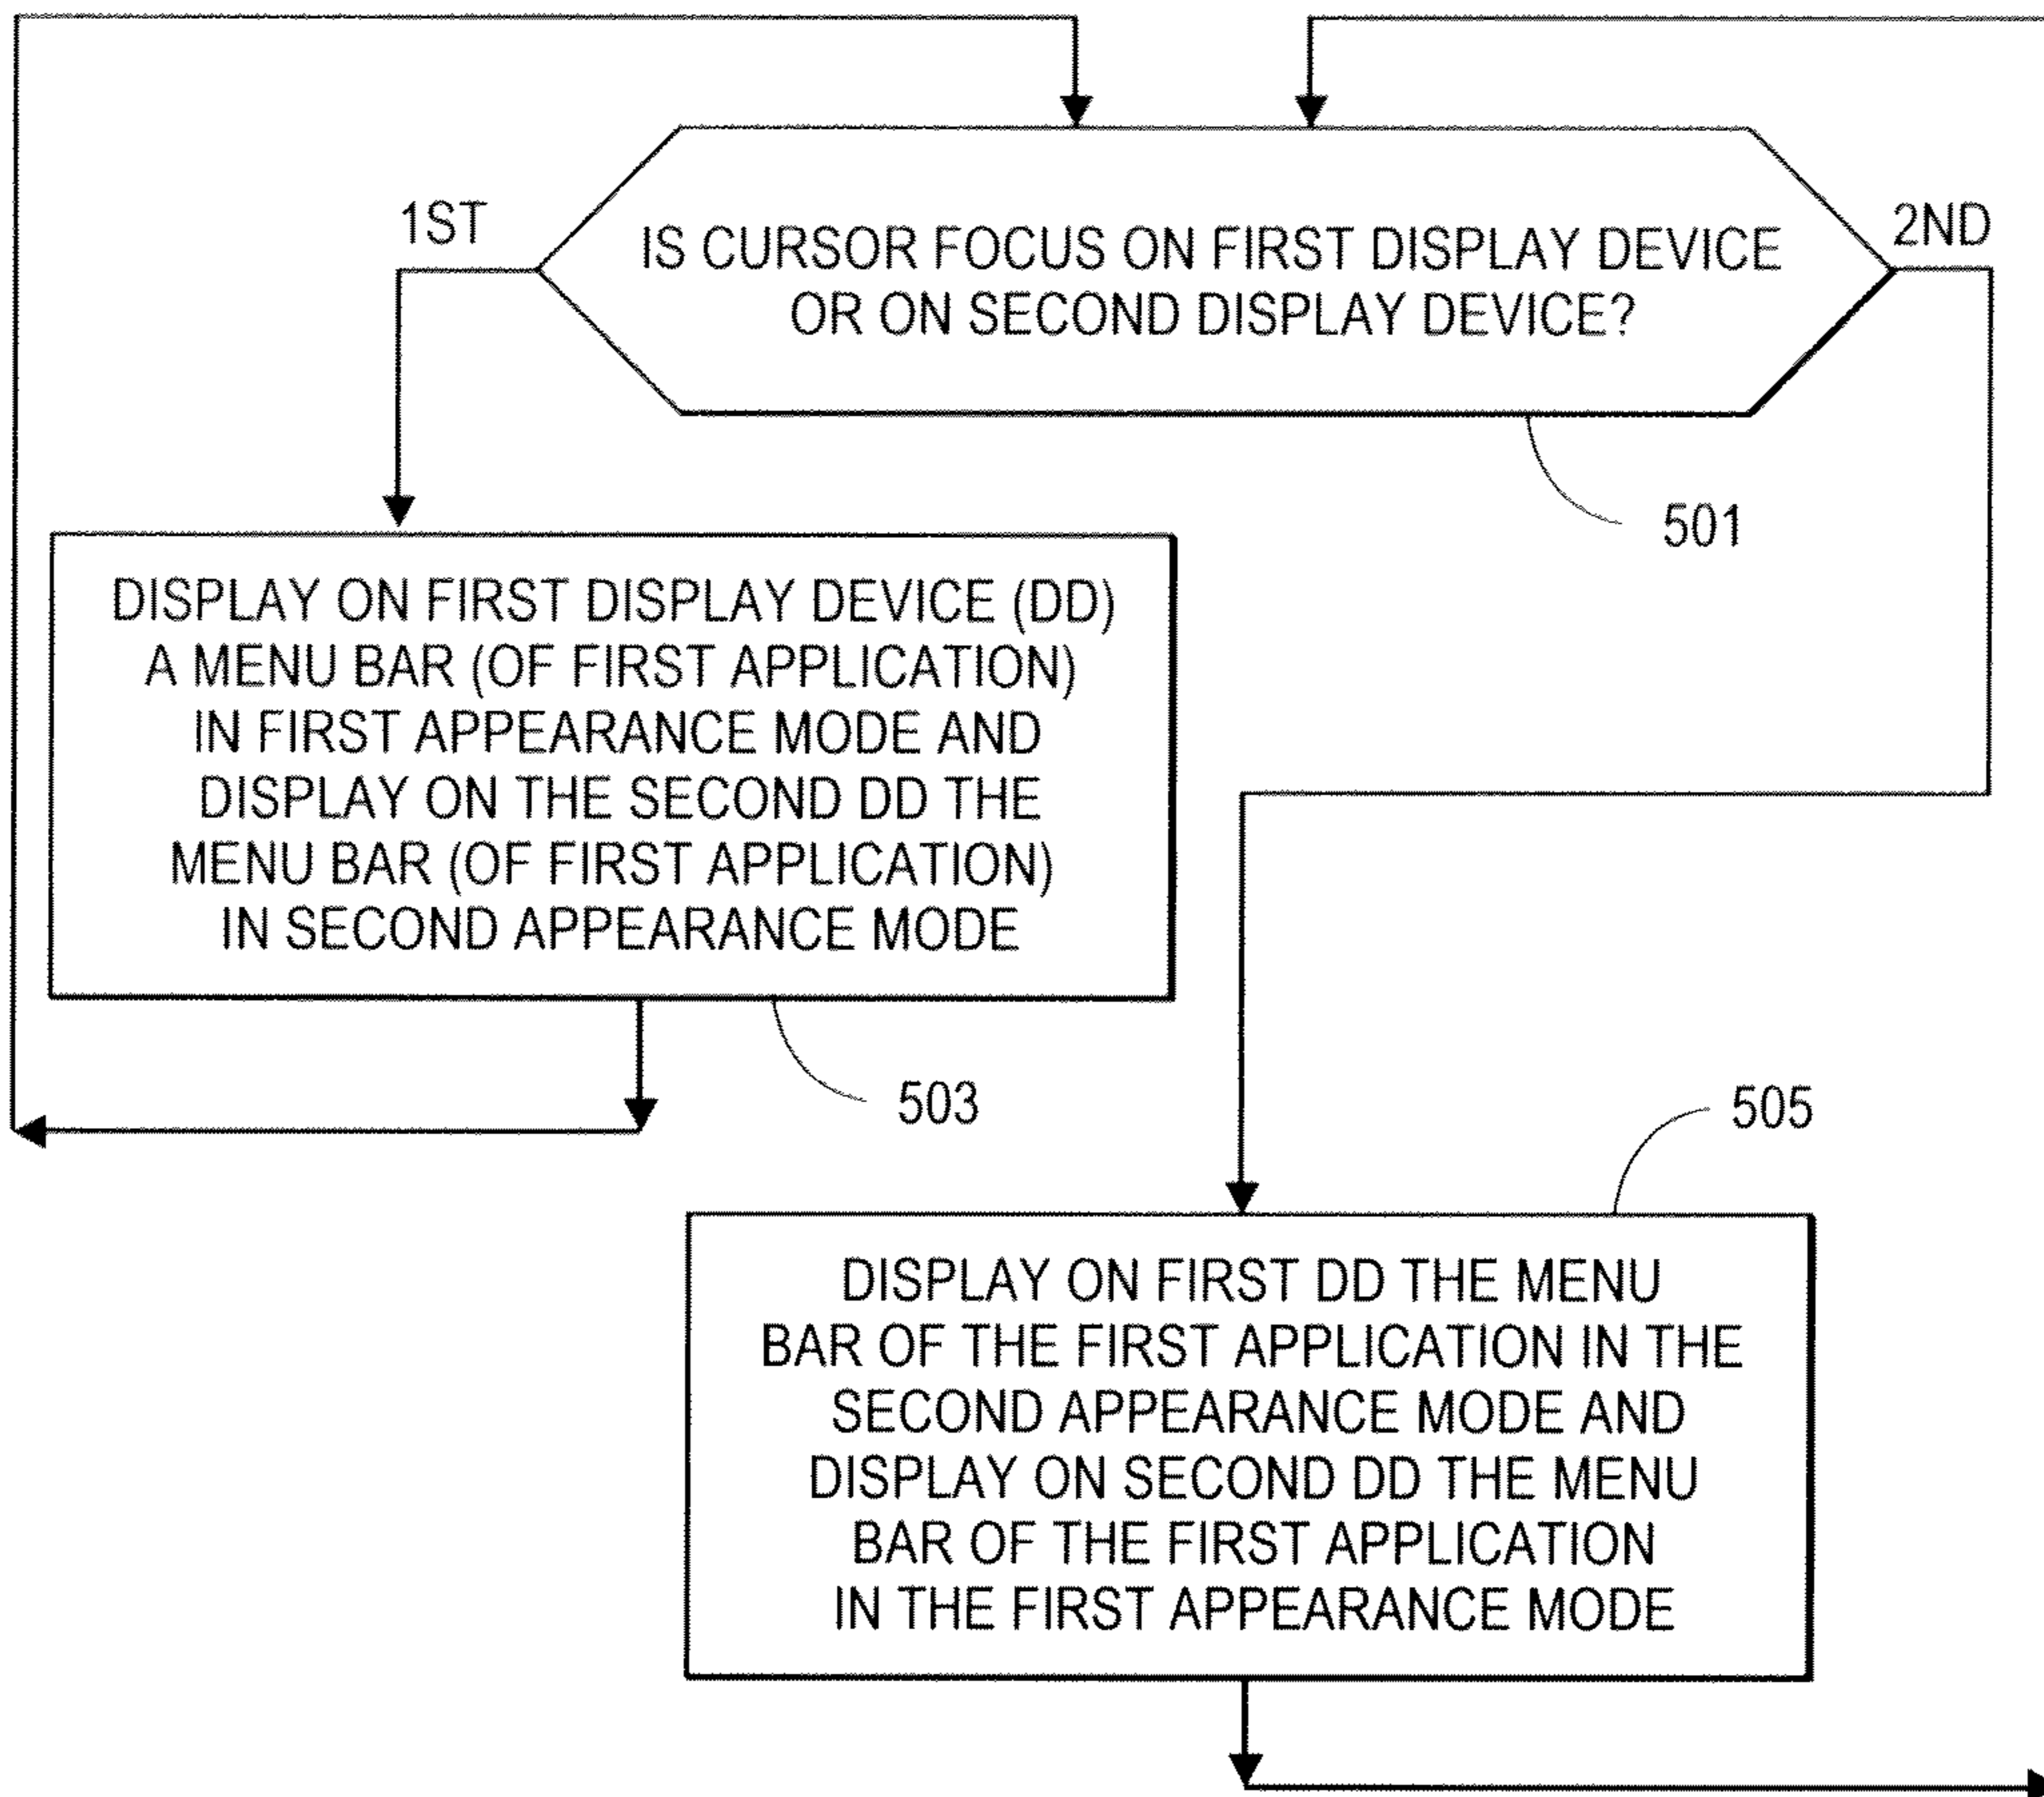 1ST
2ND
IS CURSOR FOCUS ON FIRST DISPLAY DEVICE
OR ON SECOND DISPLAY DEVICE?
501
DISPLAY ON FIRST DISPLAY DEVICE (DD)
A MENU BAR (OF FIRST APPLICATION)
IN FIRST APPEARANCE MODE AND
DISPLAY ON THE SECOND DD THE
MENU BAR (OF FIRST APPLICATION)
IN SECOND APPEARANCE MODE
503
505
DISPLAY ON FIRST DD THE MENU
BAR OF THE FIRST APPLICATION IN THE
SECOND APPEARANCE MODE AND
DISPLAY ON SECOND DD THE MENU
BAR OF THE FIRST APPLICATION
IN THE FIRST APPEARANCE MODE